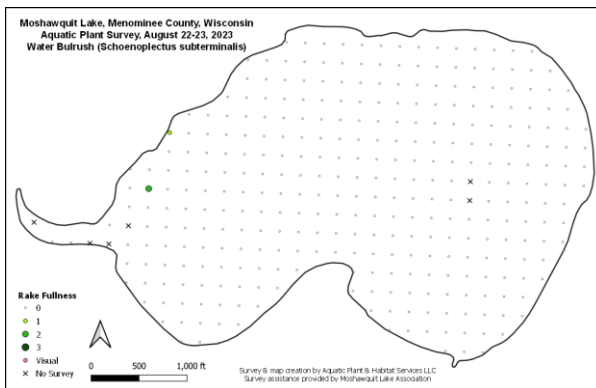 Moshawquit Lake, Menominee County, Wisconsin
Aquatic Plant Survey, August 22-23, 2023
Water Bulrush (Schoenoplectus subterminalis)
Rake Fullness
0
1
2
3
Visual
No Survey
0 500 1,000 ft
Survey & map creation by Aquatic Plant & Habitat Services LLC
Survey assistance provided by Moshawquit Lake Association